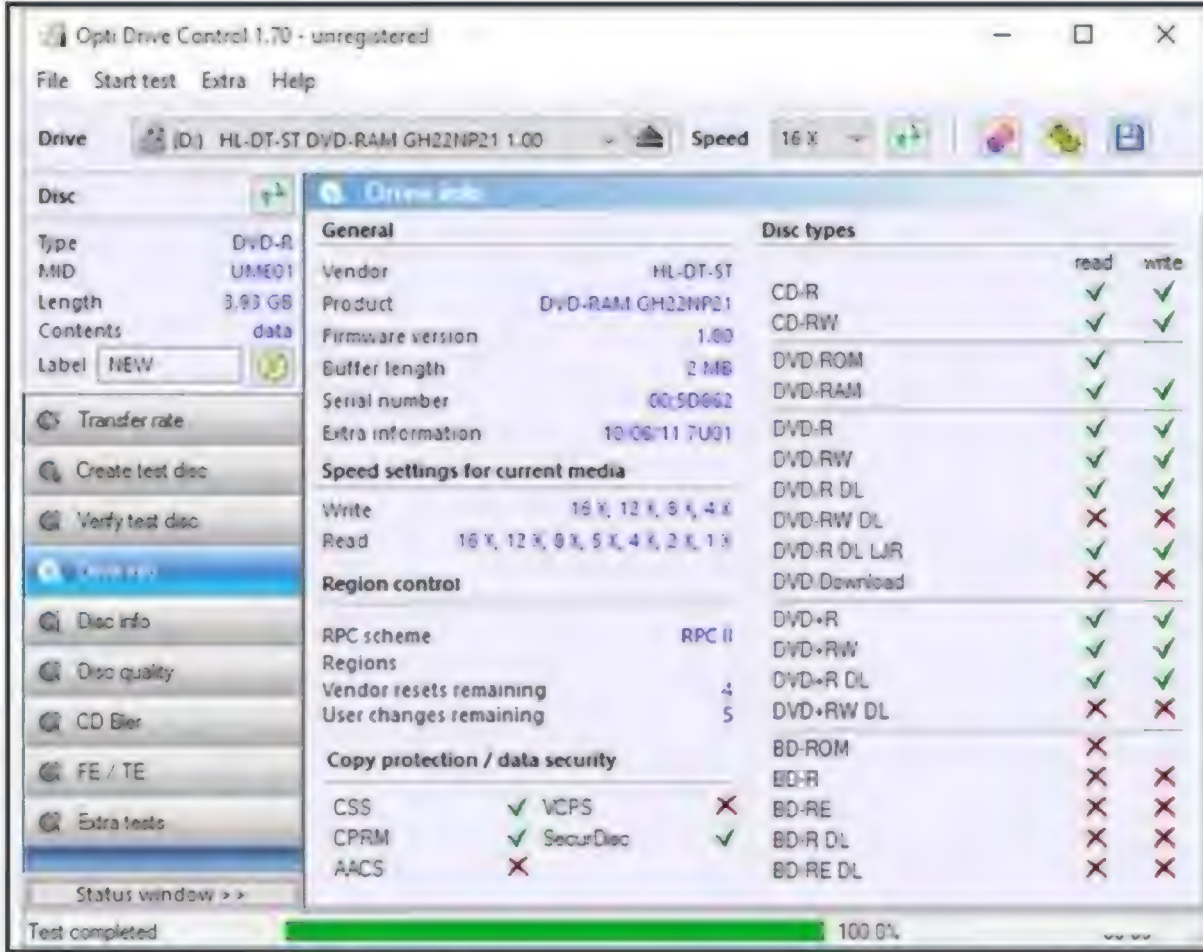 Opti Drive Control 1.70 - unregistered
File Start test Extra Help
Drive (D:) HL-DT-ST DVD-RAM GH22NP21 1.00 Speed 16 X
Disc
Type DVD-R
MID UME01
Length 3.93 GB
Contents data
Label NEW
Transfer rate
Create test disc
Verify test disc
Drive info
Disc info
Disc quality
CD Bler
FE / TE
Extra tests
Status window >>
Drive info
General
Vendor HL-DT-ST
Product DVD-RAM GH22NP21
Firmware version 1.00
Buffer length 2 MB
Serial number
Extra information
Speed settings for current media
Write 16 X, 12 X, 8 X, 4 X
Read 16 X, 12 X, 8 X, 5 X, 4 X, 2 X, 1 X
Region control
RPC scheme RPC II
Regions
Vendor resets remaining 4
User changes remaining 5
Copy protection / data security
CSS VCPS
CPRM SecurDisc
AACS
Disc types
read write
CD-R
CD-RW
DVD-ROM
DVD-RAM
DVD-R
DVD-RW
DVD-R DL
DVD-RW DL
DVD-R DL LJR
DVD Download
DVD+R
DVD+RW
DVD+R DL
DVD+RW DL
BD-ROM
BD-R
BD-RE
BD-R DL
BD-RE DL
Test completed 100.0%